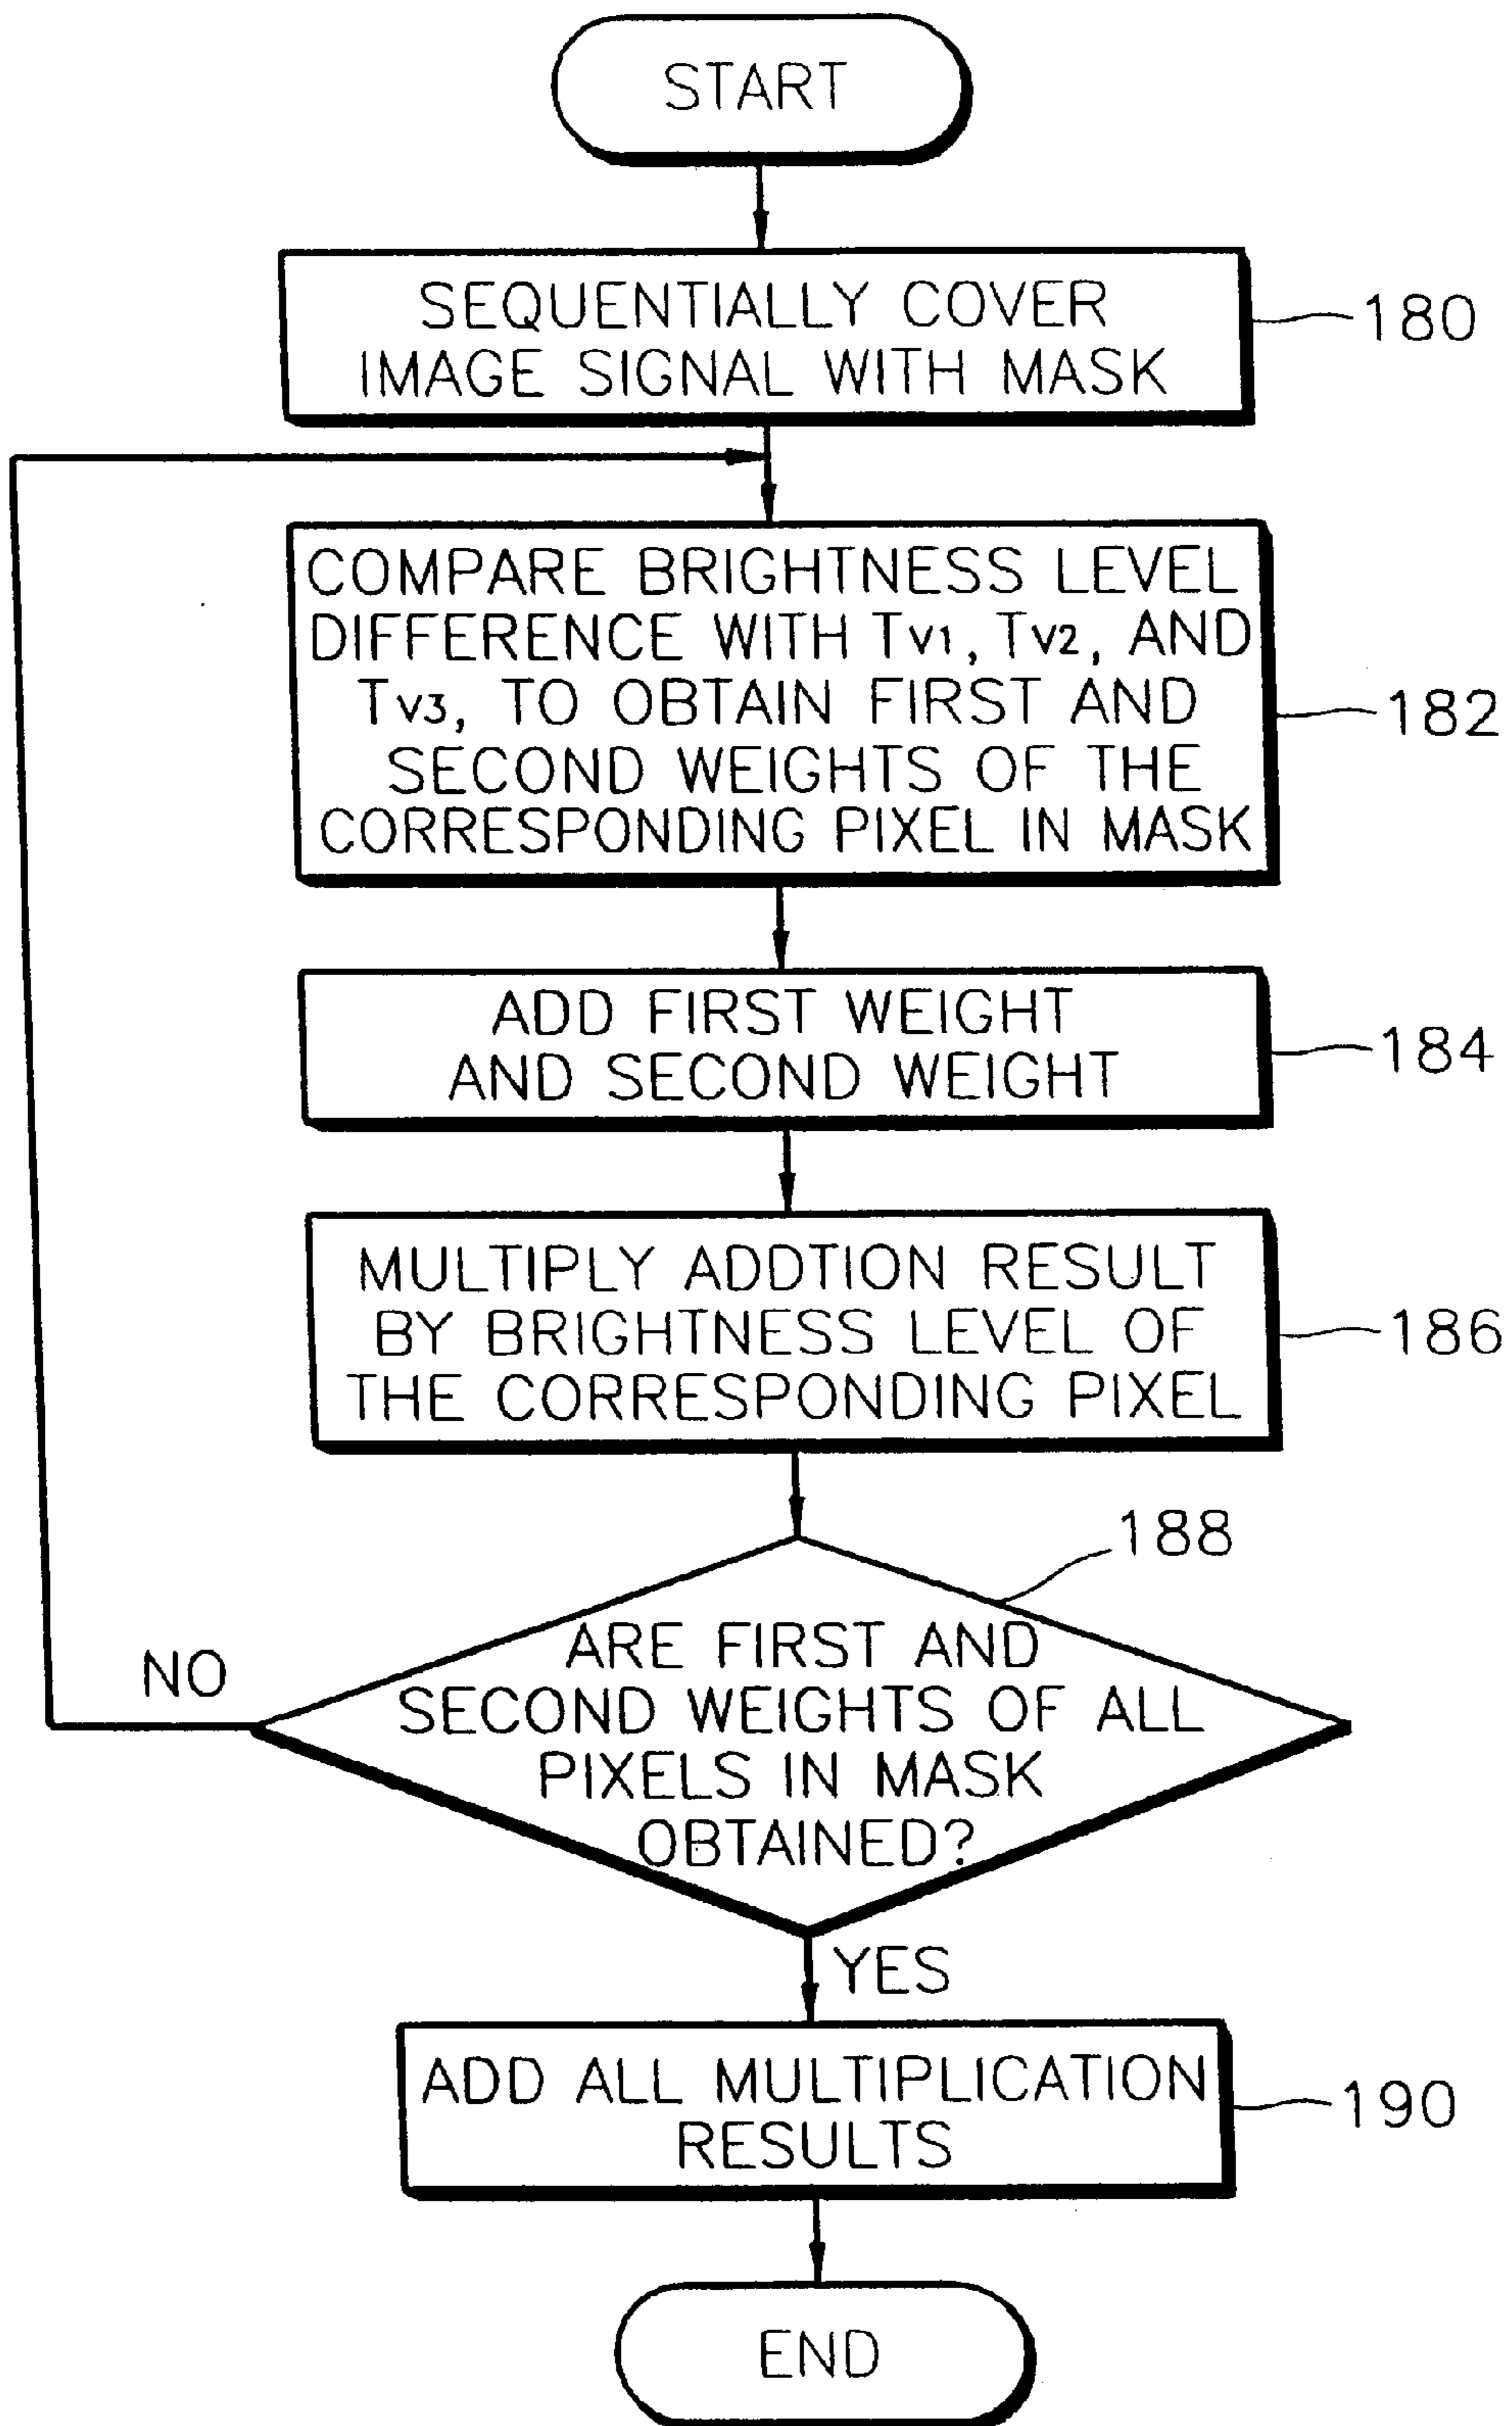 START
SEQUENTIALLY COVER
IMAGE SIGNAL WITH MASK
180
COMPARE BRIGHTNESS LEVEL
DIFFERENCE WITH Tv1, Tv2, AND
Tv3, TO OBTAIN FIRST AND
SECOND WEIGHTS OF THE
CORRESPONDING PIXEL IN MASK
182
ADD FIRST WEIGHT
AND SECOND WEIGHT
184
MULTIPLY ADDTION RESULT
BY BRIGHTNESS LEVEL OF
THE CORRESPONDING PIXEL
186
188
ARE FIRST AND
SECOND WEIGHTS OF ALL
PIXELS IN MASK
OBTAINED?
NO
YES
ADD ALL MULTIPLICATION
RESULTS
190
END